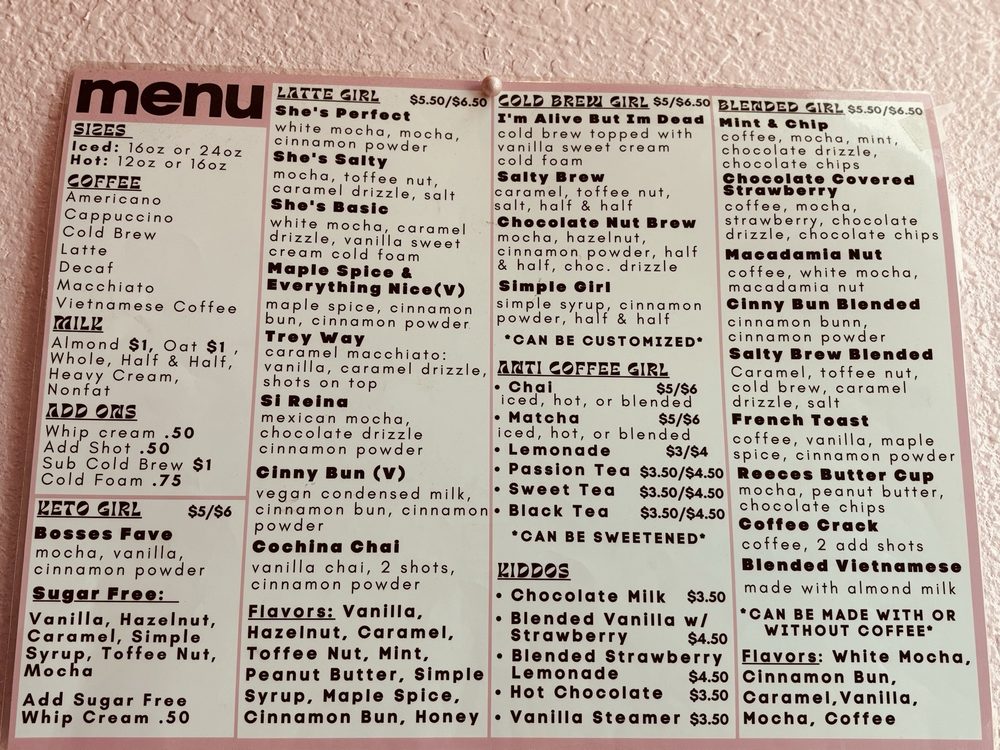 menu
SIZES
Iced: 16oz or 24oz
Hot: 12oz or 16oz
COFFEE
Americano
Cappuccino
Cold Brew
Latte
Decaf
Macchiato
Vietnamese Coffee
MILK
Almond $1, Oat $1,
Whole, Half & Half,
Heavy Cream,
Nonfat
ADD ONS
Whip cream .50
Add Shot .50
Sub Cold Brew $1
Cold Foam .75
KETO GIRL $5/$6
Bosses Fave
mocha, vanilla,
cinnamon powder
Sugar Free:
Vanilla, Hazelnut,
Caramel, Simple
Syrup, Toffee Nut,
Mocha
Add Sugar Free
Whip Cream .50
LATTE GIRL $5.50/$6.50
She's Perfect
white mocha, mocha,
cinnamon powder
She's Salty
mocha, toffee nut,
caramel drizzle, salt
She's Basic
white mocha, caramel
drizzle, vanilla sweet
cream cold foam
Maple Spice &
Everything Nice(V)
maple spice, cinnamon
bun, cinnamon powder
Trey Way
caramel macchiato:
vanilla, caramel drizzle,
shots on top
Si Reina
mexican mocha,
chocolate drizzle
cinnamon powder
Cinny Bun (V)
vegan condensed milk,
cinnamon bun, cinnamon
powder
Cochina Chai
vanilla chai, 2 shots,
cinnamon powder
Flavors: Vanilla,
Hazelnut, Caramel,
Toffee Nut, Mint,
Peanut Butter, Simple
Syrup, Maple Spice,
Cinnamon Bun, Honey
COLD BREW GIRL $5/$6.50
I'm Alive But Im Dead
cold brew topped with
vanilla sweet cream
cold foam
Salty Brew
caramel, toffee nut,
salt, half & half
Chocolate Nut Brew
mocha, hazelnut,
cinnamon powder, half
& half, choc. drizzle
Simple Girl
simple syrup, cinnamon
powder, half & half
*CAN BE CUSTOMIZED*
ANTI COFFEE GIRL
• Chai $5/$6
iced, hot, or blended
• Matcha $5/$6
iced, hot, or blended
• Lemonade $3/$4
• Passion Tea $3.50/$4.50
• Sweet Tea $3.50/$4.50
• Black Tea $3.50/$4.50
*CAN BE SWEETENED*
KIDDOS
• Chocolate Milk $3.50
• Blended Vanilla w/
Strawberry $4.50
• Blended Strawberry
Lemonade $4.50
• Hot Chocolate $3.50
• Vanilla Steamer $3.50
BLENDED GIRL $5.50/$6.50
Mint & Chip
coffee, mocha, mint,
chocolate drizzle,
chocolate chips
Chocolate Covered
Strawberry
coffee, mocha,
strawberry, chocolate
drizzle, chocolate chips
Macadamia Nut
coffee, white mocha,
macadamia nut
Cinny Bun Blended
cinnamon bunn,
cinnamon powder
Salty Brew Blended
Caramel, toffee nut,
cold brew, caramel
drizzle, salt
French Toast
coffee, vanilla, maple
spice, cinnamon powder
Reeces Butter Cup
mocha, peanut butter,
chocolate chips
Coffee Crack
coffee, 2 add shots
Blended Vietnamese
made with almond milk
*CAN BE MADE WITH OR
WITHOUT COFFEE*
Flavors: White Mocha,
Cinnamon Bun,
Caramel,Vanilla,
Mocha, Coffee